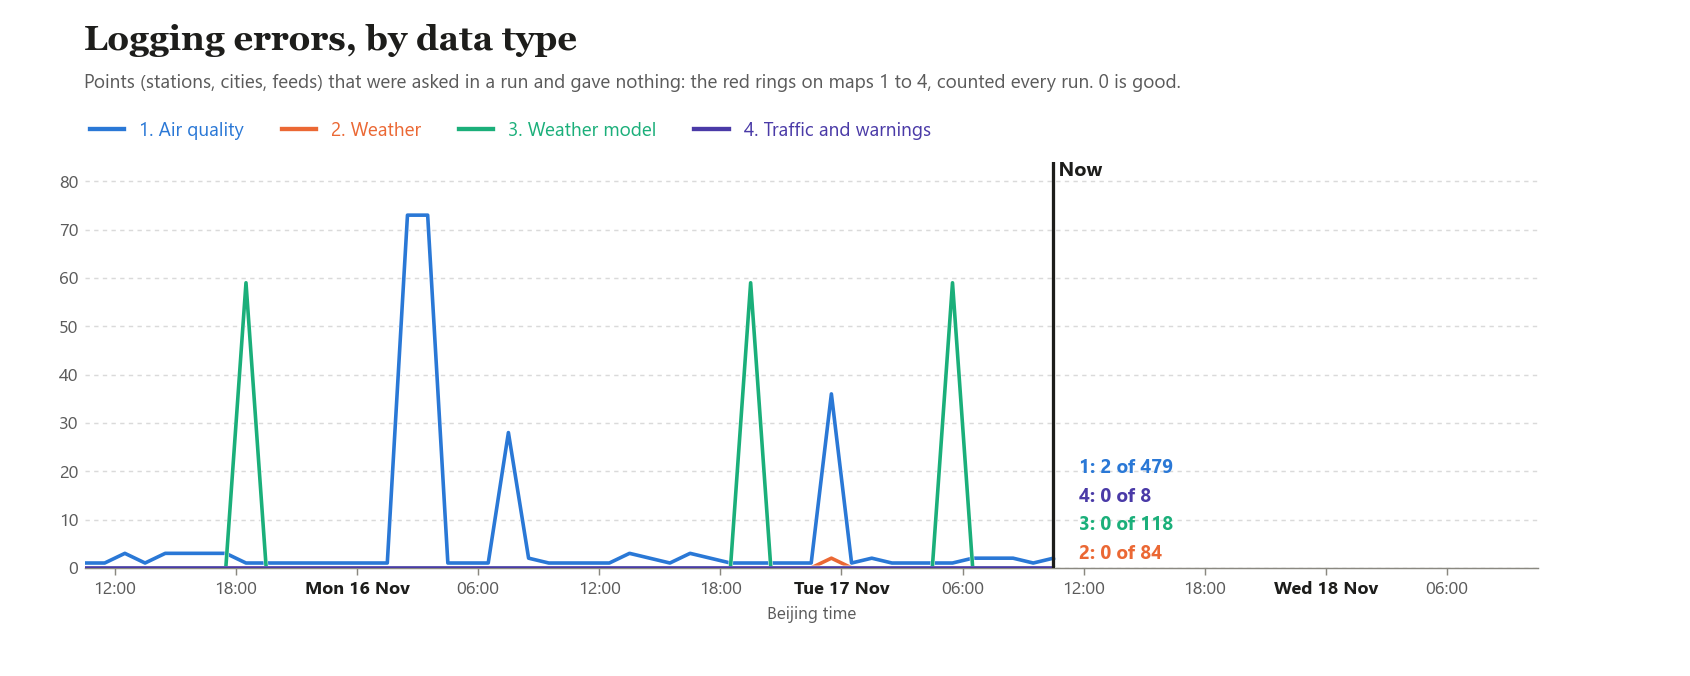 Logging errors, by data type
Points (stations, cities, feeds) that were asked in a run and gave nothing: the red rings on maps 1 to 4, counted every run. 0 is good.
1. Air quality 2. Weather 3. Weather model 4. Traffic and warnings
Now
80
70
60
50
40
30
20
10
0
1: 2 of 479
4: 0 of 8
3: 0 of 118
2: 0 of 84
12:00 18:00 Mon 16 Nov 06:00 12:00 18:00 Tue 17 Nov 06:00 12:00 18:00 Wed 18 Nov 06:00
Beijing time